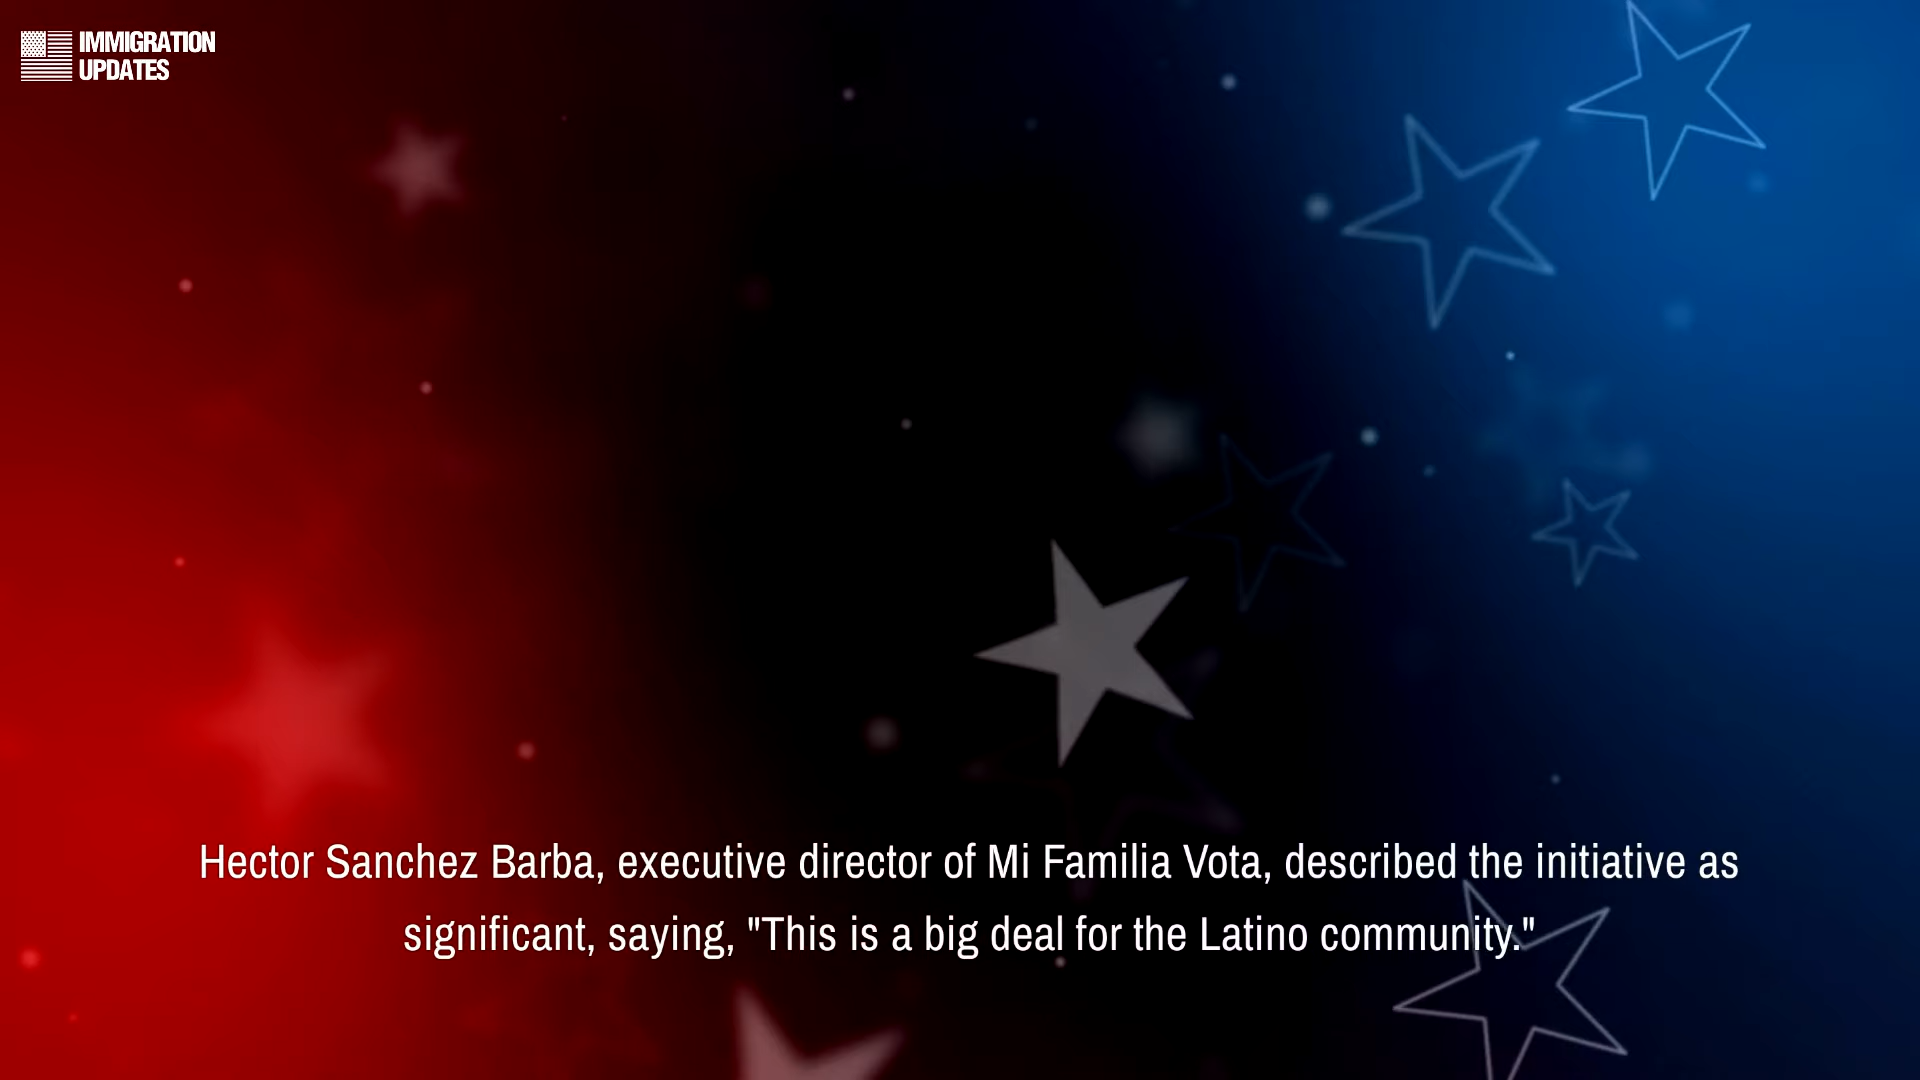 IMMIGRATION
UPDATES
Hector Sanchez Barba, executive director of Mi Familia Vota, described the initiative as
significant, saying, "This is a big deal for the Latino community."